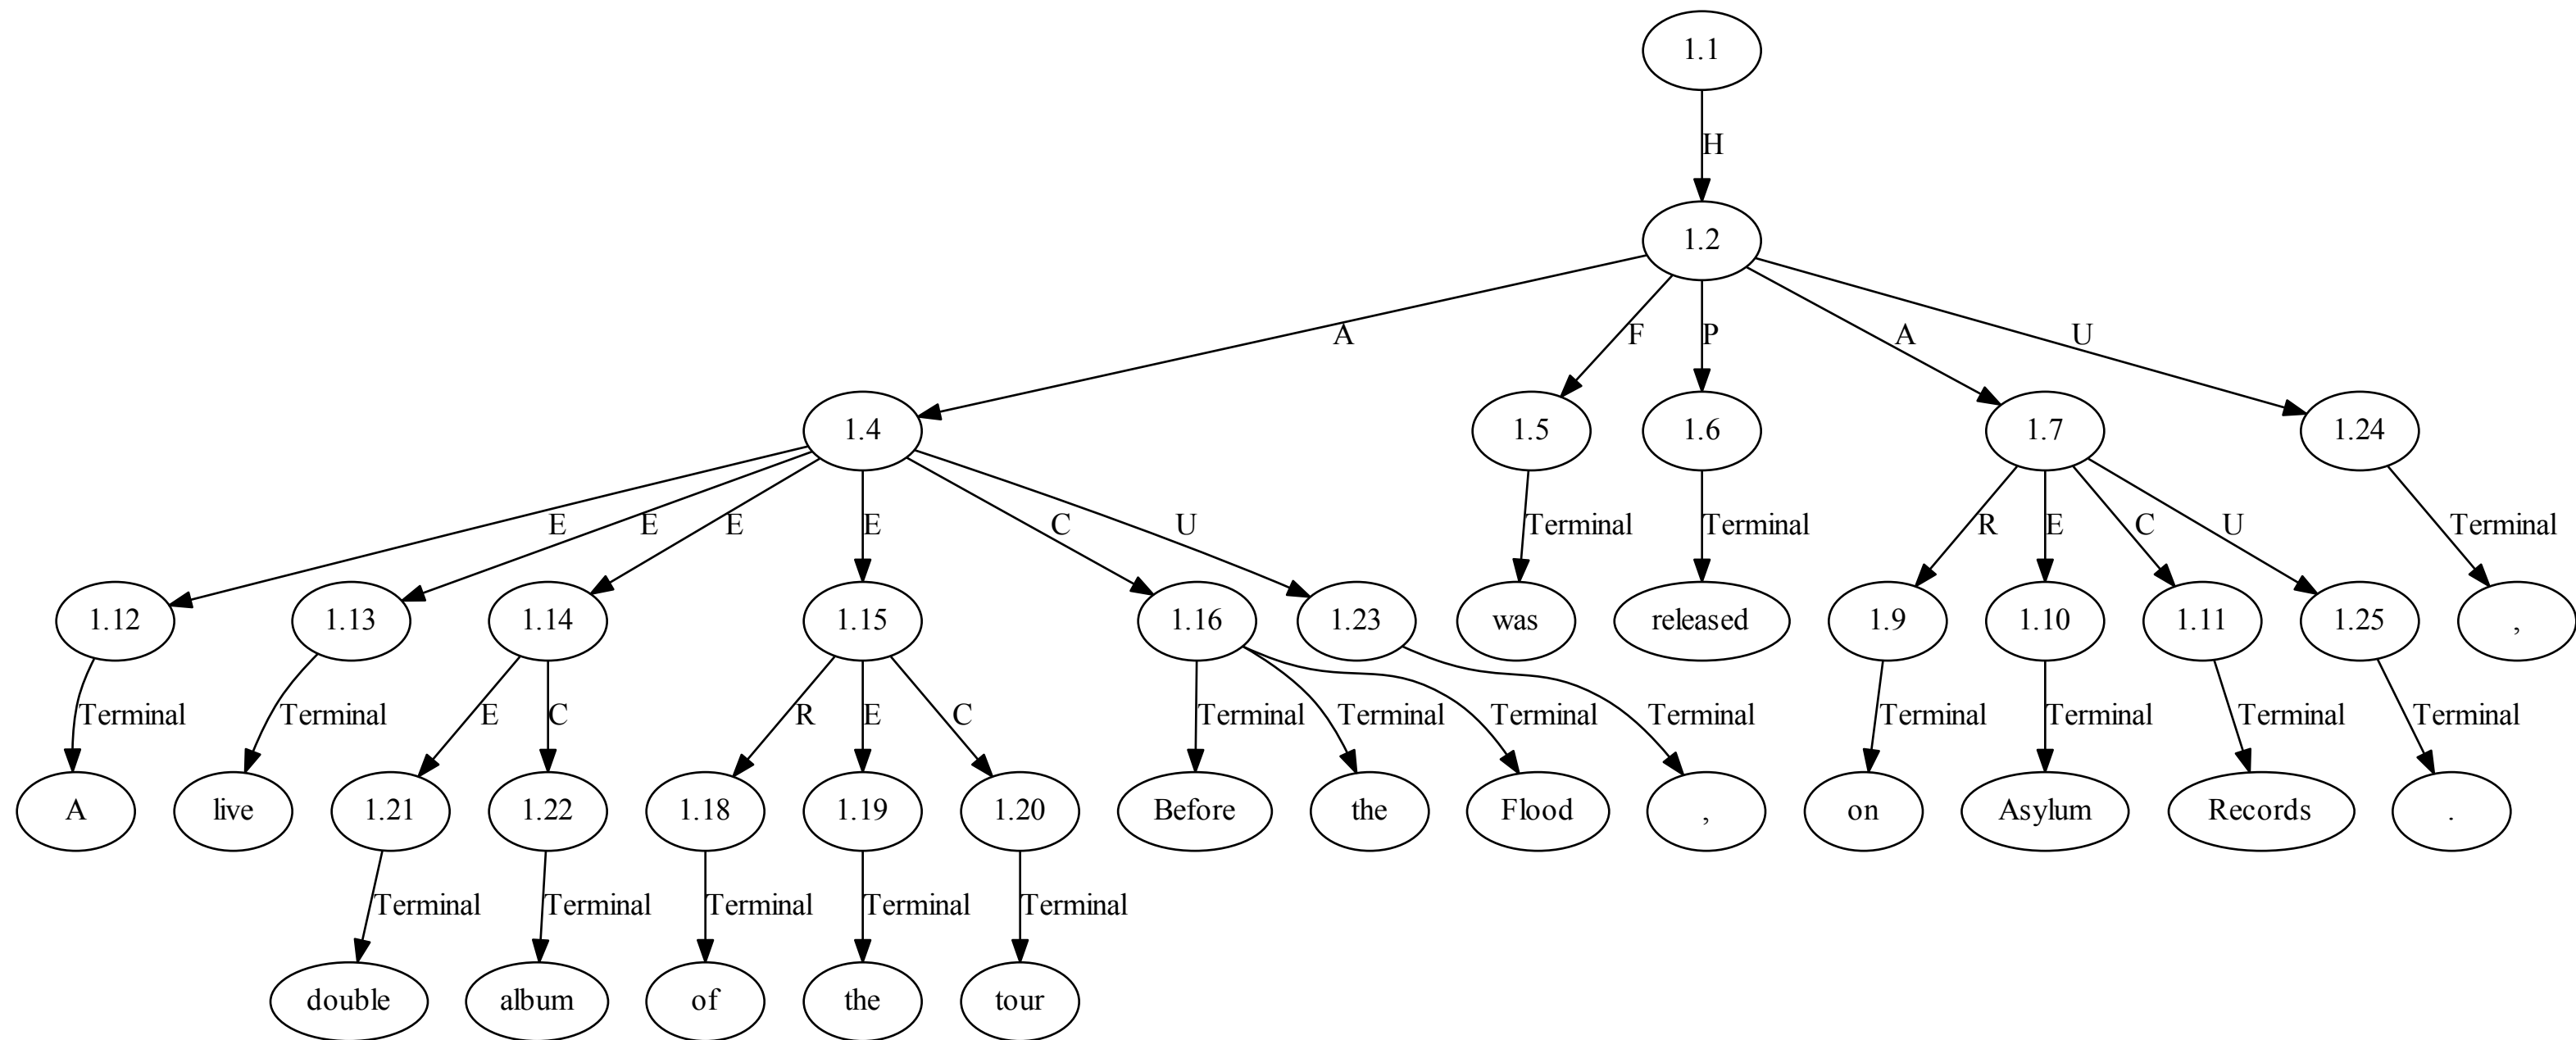 1.1
H
1.2
A F P A U
1.4 1.5 1.6 1.7 1.24
E E E E C U Terminal Terminal R E C U Terminal
1.12 1.13 1.14 1.15 1.16 1.23 was released 1.9 1.10 1.11 1.25 ,
Terminal Terminal E C R E C Terminal Terminal Terminal Terminal Terminal Terminal Terminal Terminal
A live 1.21 1.22 1.18 1.19 1.20 Before the Flood , on Asylum Records .
Terminal Terminal Terminal Terminal Terminal
double album of the tour